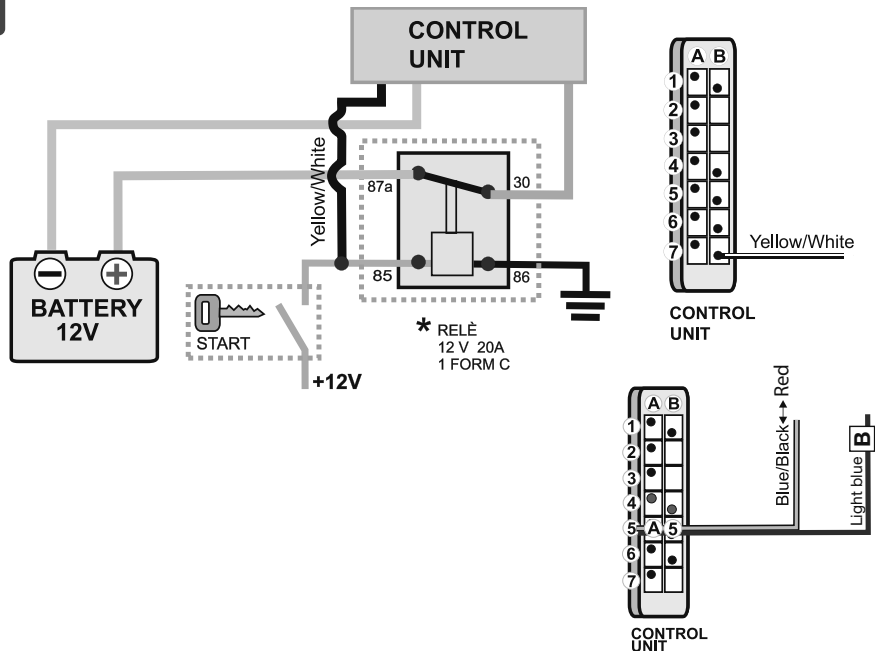 CONTROL
UNIT
Yellow/White
87a
30
85
86
BATTERY
12V
START
+12V
* RELÈ
12 V 20A
1 FORM C
A B
1
2
3
4
5
6
7
Yellow/White
CONTROL
UNIT
A B
1
2
3
4
5 A 5
6
7
Blue/Black↔Red
Light blue
B
CONTROL
UNIT